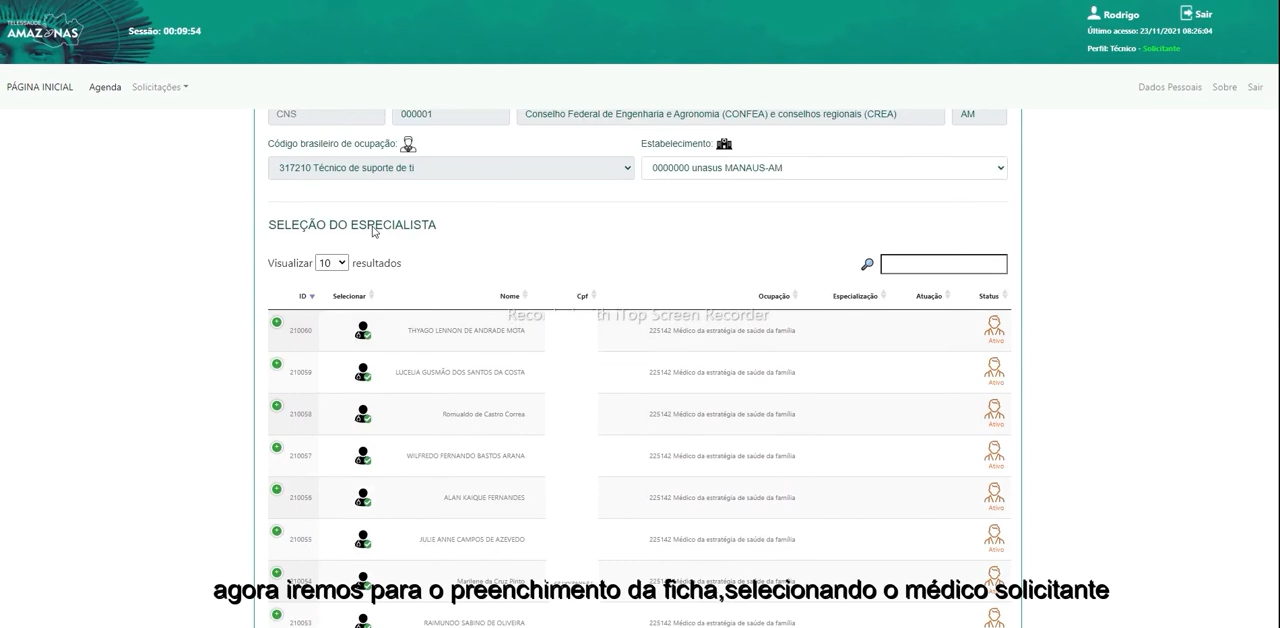 TELESSAÚDE
AMAZONAS
Sessão: 00:09:54
Rodrigo
Sair
Último acesso: 23/11/2021 08:26:04
Perfil: Técnico - Solicitante
PÁGINA INICIAL Agenda Solicitações
Dados Pessoais Sobre Sair
CNS 000001 Conselho Federal de Engenharia e Agronomia (CONFEA) e conselhos regionais (CREA) AM
Código brasileiro de ocupação:
Estabelecimento:
317210 Técnico de suporte de ti
0000000 unasus MANAUS-AM
SELEÇÃO DO ESPECIALISTA
Visualizar 10 resultados
ID Selecionar Nome Cpf Ocupação Especialização Atuação Status
210060 THYAGO LENNON DE ANDRADE MOTA 225142 Médico da estratégia de saúde da família Ativo
210059 LUCELIA GUSMÃO DOS SANTOS DA COSTA 225142 Médico da estratégia de saúde da família Ativo
210058 Romualdo de Castro Correa 225142 Médico da estratégia de saúde da família Ativo
210057 WILFREDO FERNANDO BASTOS ARANA 225142 Médico da estratégia de saúde da família Ativo
210056 ALAN KAIQUE FERNANDES 225142 Médico da estratégia de saúde da família Ativo
210055 JULIE ANNE CAMPOS DE AZEVEDO 225142 Médico da estratégia de saúde da família Ativo
210054 Marilene da Cruz Pinto
agora iremos para o preenchimento da ficha,selecionando o médico solicitante
210053 RAIMUNDO SABINO DE OLIVEIRA 225142 Médico da estratégia de saúde da família